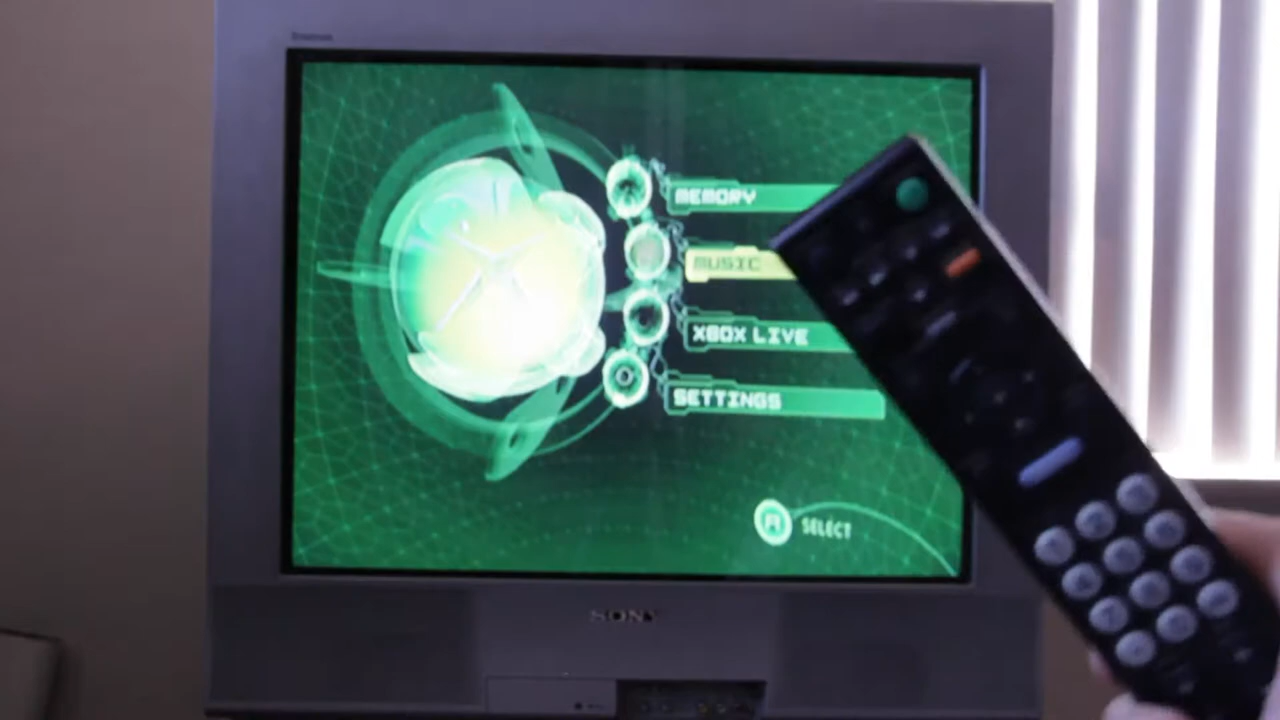 MEMORY
MUSIC
XBOX LIVE
SETTINGS
A SELECT
SONY